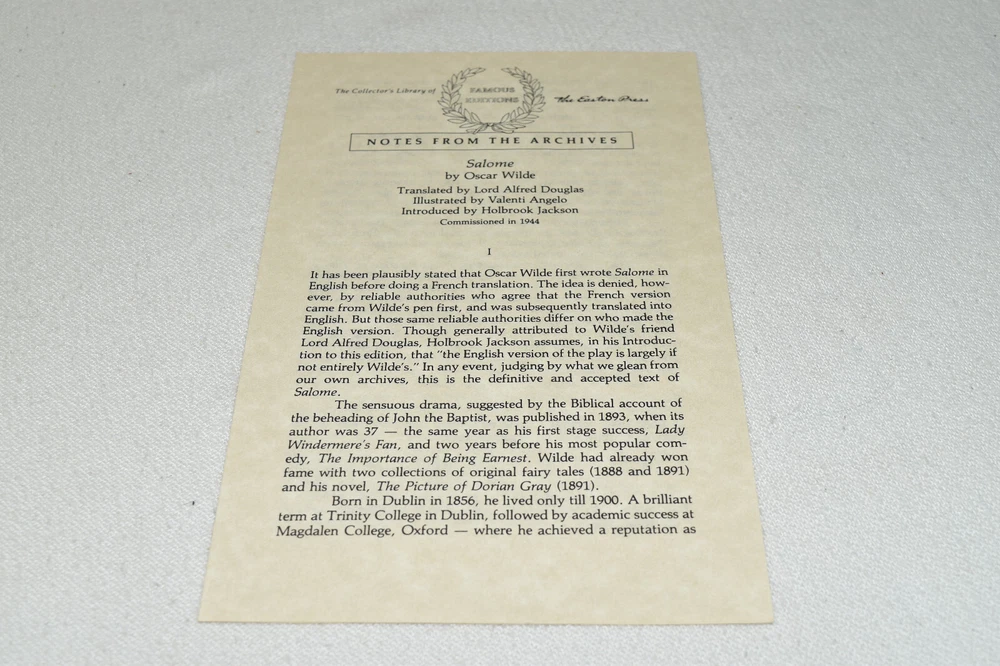 The Collector's Library of
FAMOUS
EDITIONS
The Easton Press
NOTES FROM THE ARCHIVES
Salome
by Oscar Wilde
Translated by Lord Alfred Douglas
Illustrated by Valenti Angelo
Introduced by Holbrook Jackson
Commissioned in 1944
I
It has been plausibly stated that Oscar Wilde first wrote Salome in
English before doing a French translation. The idea is denied, how-
ever, by reliable authorities who agree that the French version
came from Wilde's pen first, and was subsequently translated into
English. But those same reliable authorities differ on who made the
English version. Though generally attributed to Wilde's friend
Lord Alfred Douglas, Holbrook Jackson assumes, in his Introduc-
tion to this edition, that "the English version of the play is largely if
not entirely Wilde's." In any event, judging by what we glean from
our own archives, this is the definitive and accepted text of
Salome.
The sensuous drama, suggested by the Biblical account of
the beheading of John the Baptist, was published in 1893, when its
author was 37 — the same year as his first stage success, Lady
Windermere's Fan, and two years before his most popular com-
edy, The Importance of Being Earnest. Wilde had already won
fame with two collections of original fairy tales (1888 and 1891)
and his novel, The Picture of Dorian Gray (1891).
Born in Dublin in 1856, he lived only till 1900. A brilliant
term at Trinity College in Dublin, followed by academic success at
Magdalen College, Oxford — where he achieved a reputation as